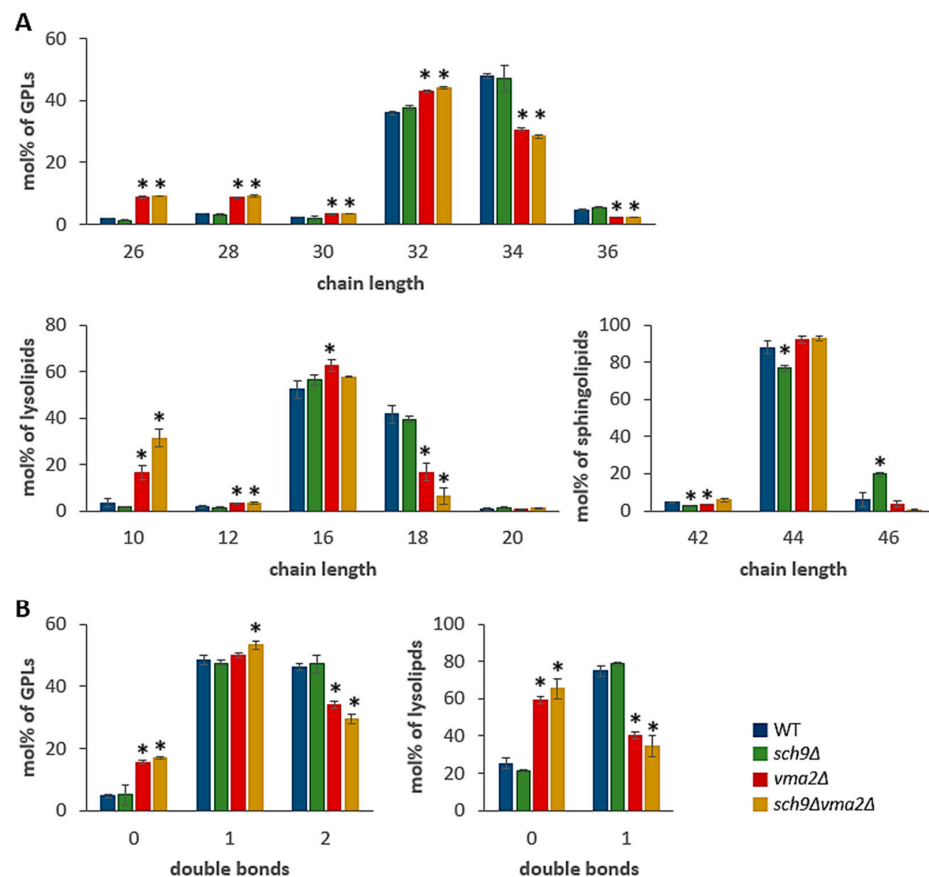 A
mol% of GPLs
60
40
20
0
* *
* *
* *
* *
* *
* *
26 28 30 32 34 36
chain length
mol% of lysolipids
80
60
40
20
0
* *
* *
*
* *
10 12 16 18 20
chain length
mol% of sphingolipids
100
80
60
40
20
0
* *
*
*
42 44 46
chain length
B
mol% of GPLs
60
40
20
0
* *
*
* *
0 1 2
double bonds
mol% of lysolipds
100
80
60
40
20
0
* *
* *
0 1
double bonds
WT
sch9Δ
vma2Δ
sch9Δvma2Δ